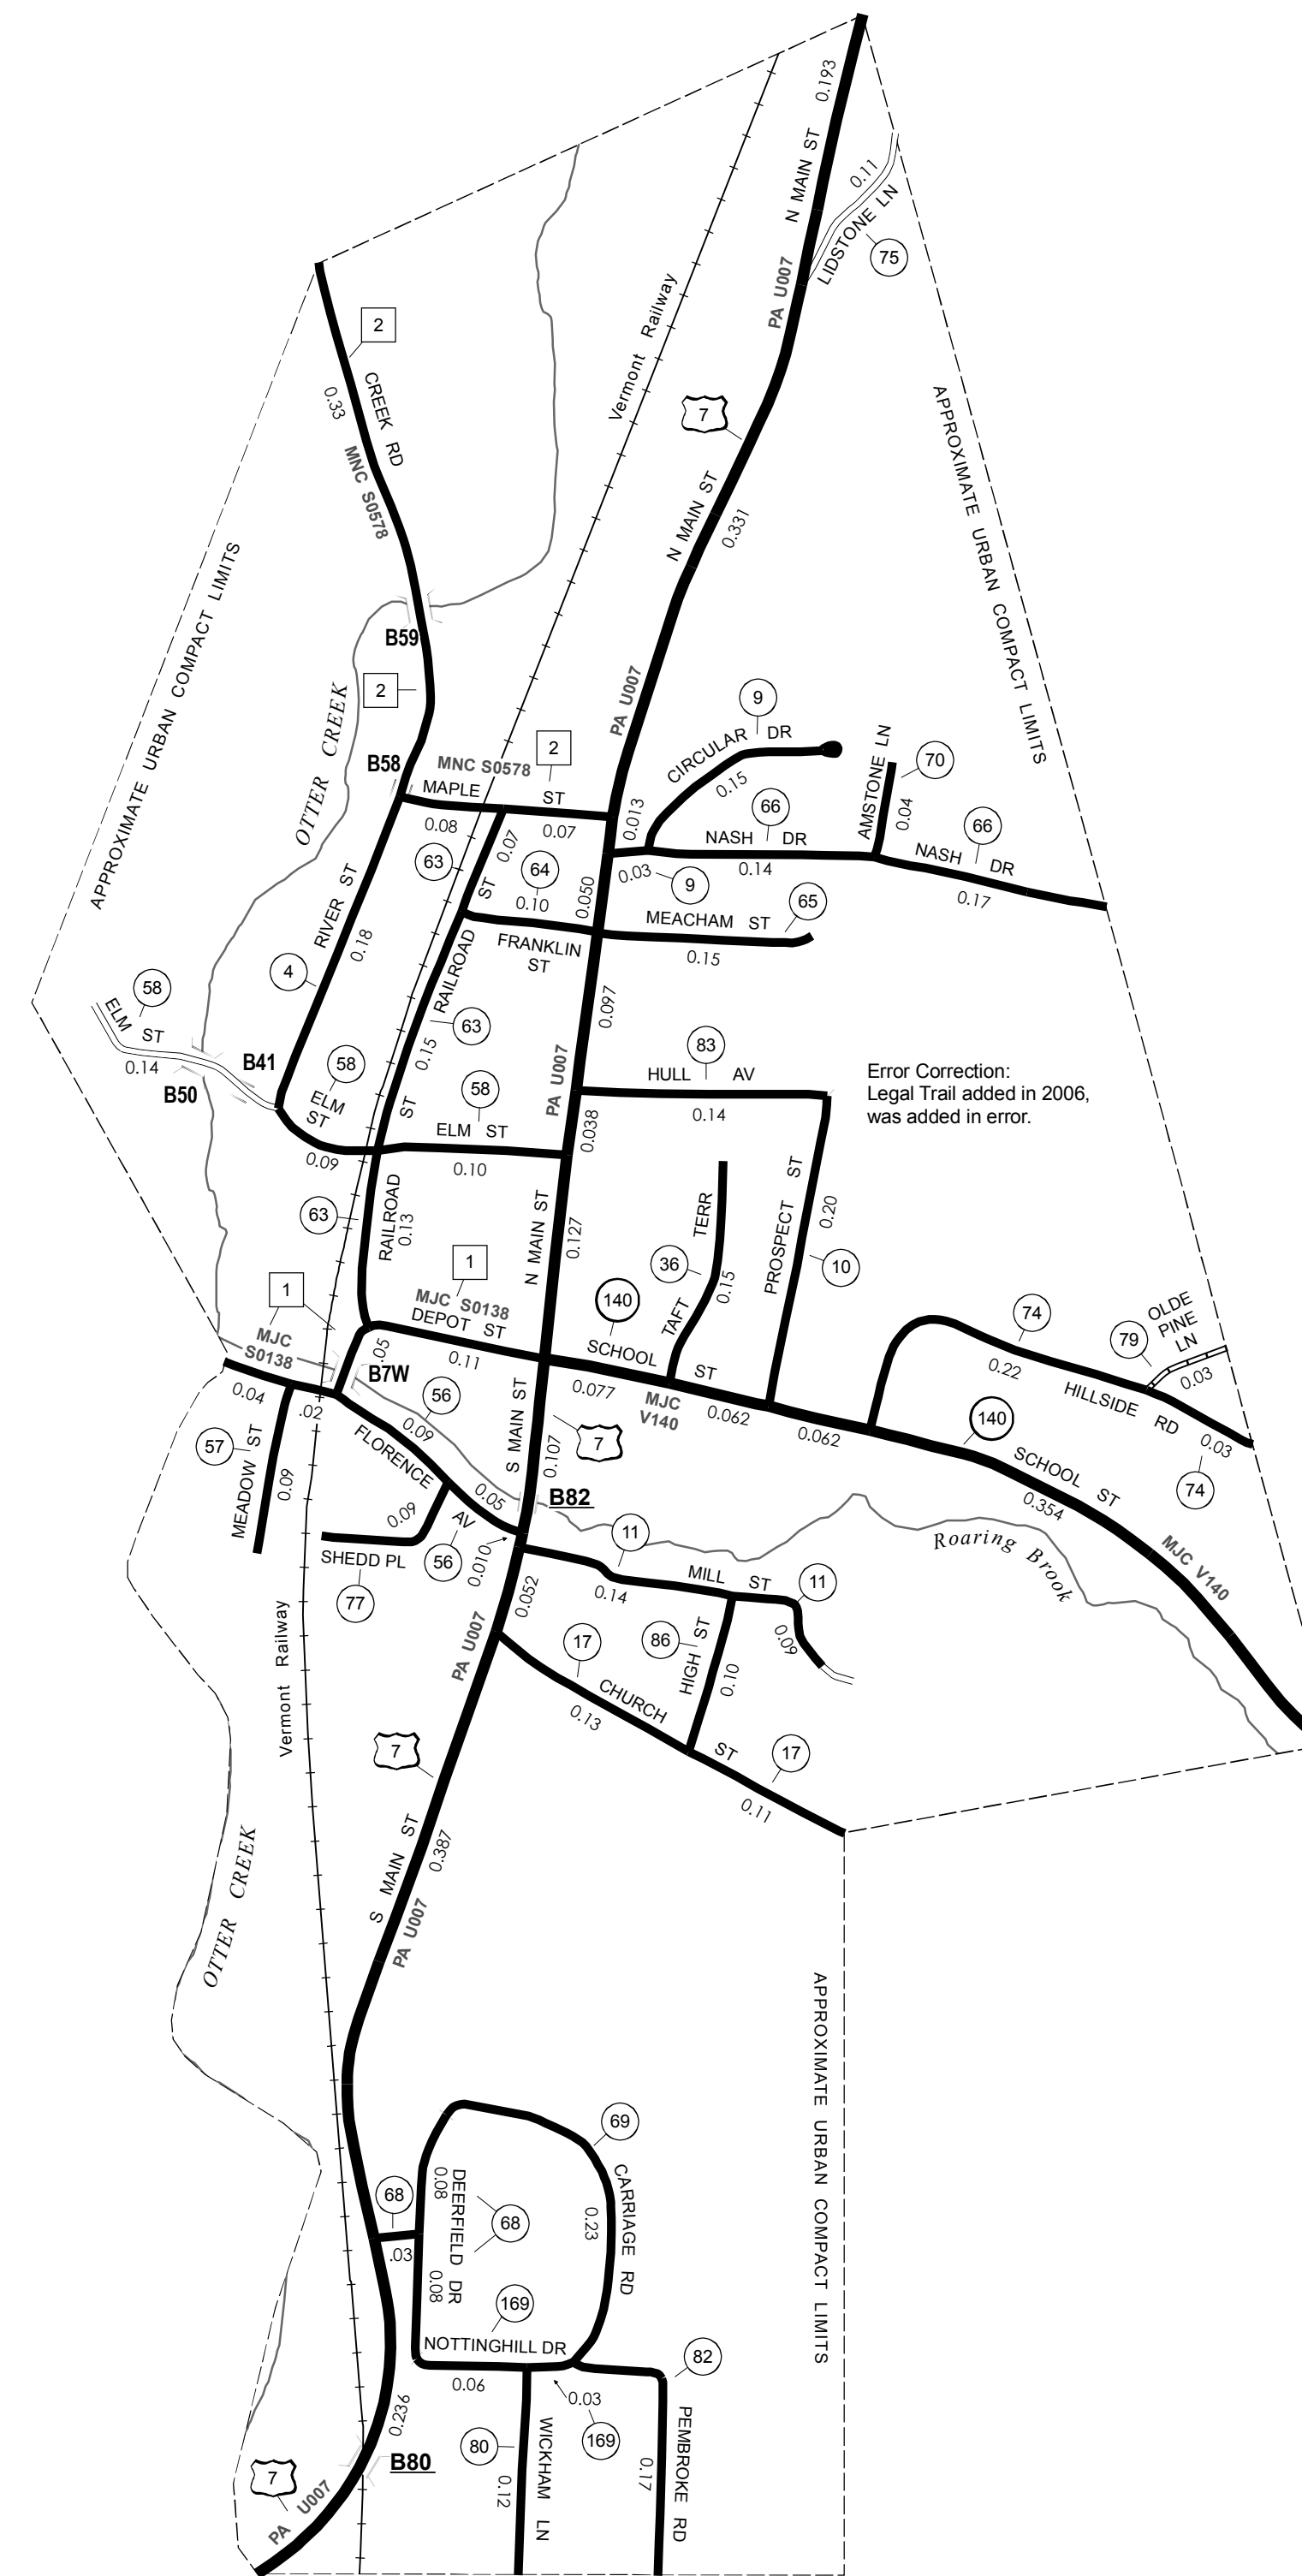 0.193
N MAIN ST
0.11
LIDSTONE LN
75
PA U007
Vermont Railway
2
CREEK RD
0.33
MNC S0578
7
N MAIN ST
0.331
APPROXIMATE URBAN COMPACT LIMITS
APPROXIMATE URBAN COMPACT LIMITS
B59
2
OTTER CREEK
PA U007
9
CIRCULAR DR
0.15
AMSTONE LN
70
0.04
B58
MNC S0578
2
MAPLE ST
0.08
0.07
0.013
66
NASH DR
0.14
66
NASH DR
0.17
63
0.07
64
0.10
0.050
0.03
9
MEACHAM ST
65
0.15
FRANKLIN
ST
RIVER ST
0.18
4
RAILROAD ST
63
0.15
0.097
58
ELM ST
0.14
B41
B50
58
ELM
ST
0.09
58
ELM ST
0.10
PA U007
0.038
83
HULL AV
0.14
Error Correction:
Legal Trail added in 2006,
was added in error.
63
RAILROAD
ST
0.13
N MAIN ST
0.127
36
TAFT TERR
0.15
PROSPECT ST
0.20
10
1
MJC
S0138
1
MJC S0138
DEPOT ST
0.11
.05
B7W
140
SCHOOL ST
0.077
MJC
V140
0.062
0.062
74
0.22
79
OLDE
PINE
LN
0.03
HILLSIDE RD
0.03
74
140
SCHOOL ST
0.354
MJC V140
0.04
.02
57
MEADOW ST
0.09
56
0.09
FLORENCE AV
0.05
56
0.09
SHEDD PL
77
S MAIN ST
0.107
7
B82
0.010
0.052
11
MILL ST
0.14
11
0.09
Roaring Brook
PA U007
17
CHURCH ST
0.13
86
HIGH ST
0.10
17
0.11
Vermont Railway
7
S MAIN ST
0.387
PA U007
OTTER CREEK
APPROXIMATE URBAN COMPACT LIMITS
69
CARRIAGE RD
0.23
68
.03
DEERFIELD DR
0.08
68
0.08
169
NOTTINGHILL DR
0.06
0.03
169
82
PEMBROKE RD
0.17
80
WICKHAM LN
0.12
0.236
B80
7
PA U007